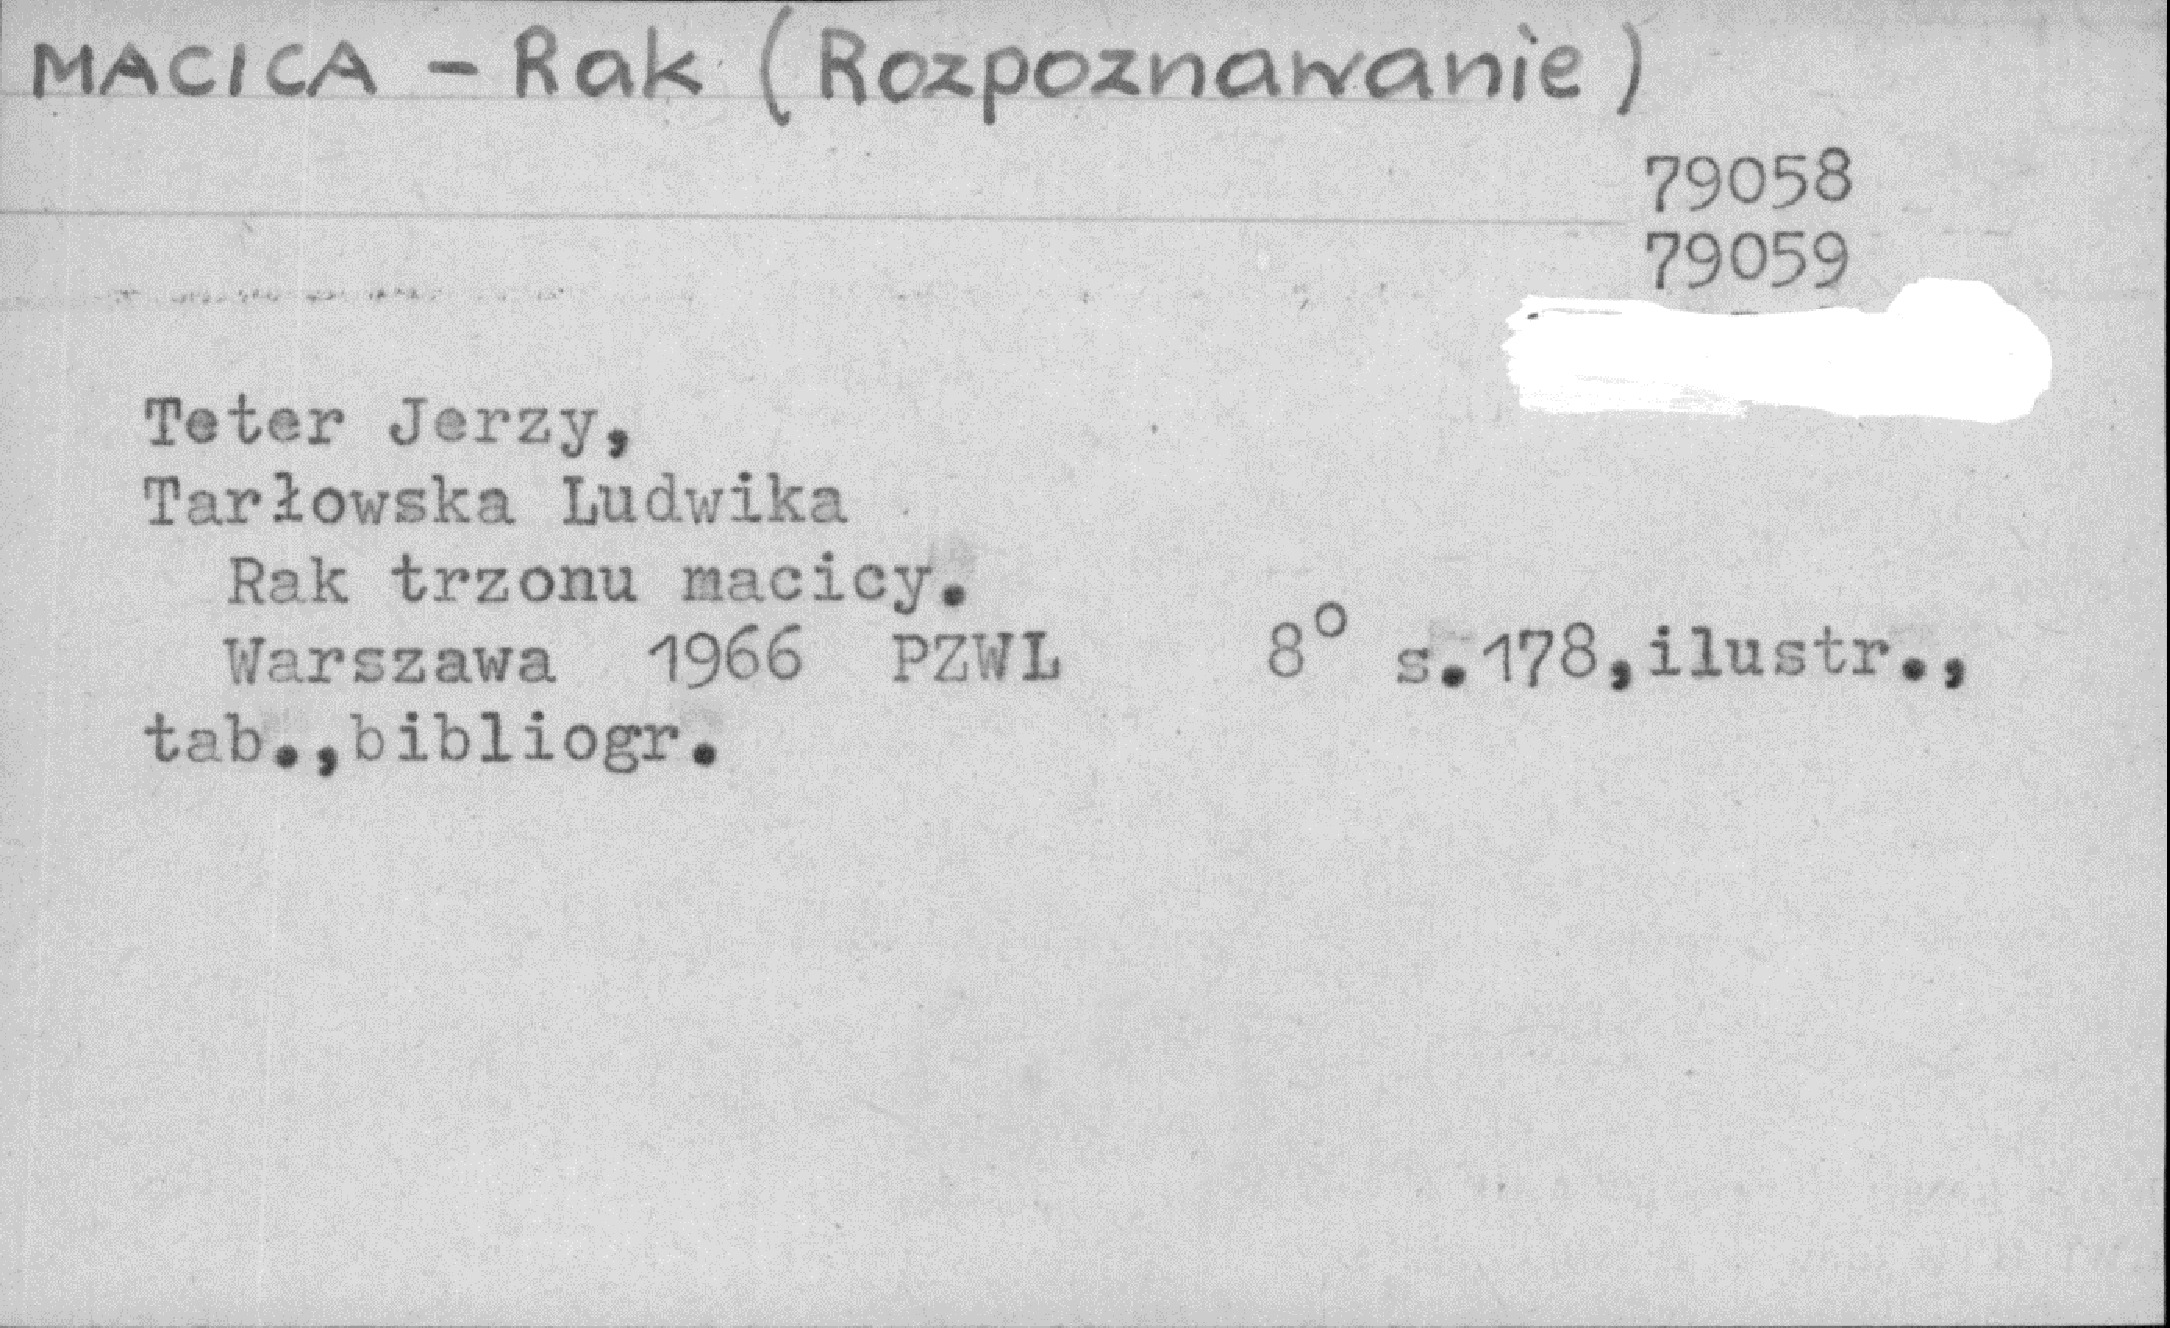 MACICA - Rak (Rozpoznawanie)
79058
79059
Teter Jerzy,
Tarłowska Ludwika
Rak trzonu macicy.
Warszawa 1966 PZWL 8° s.178,ilustr.,
tab.,bibliogr.